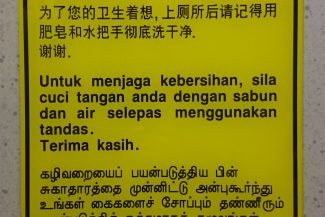 为了您的卫生着想，上厕所后请记得用
肥皂和水把手彻底洗干净.
谢谢.
Untuk menjaga kebersihan, sila
cuci tangan anda dengan sabun
dan air selepas menggunakan
tandas.
Terima kasih.
கழிவறையைப் பயன்படுத்திய பின்
சுகாதாரத்தை முன்னிட்டு அன்புகூர்ந்து
உங்கள் கைகளைச் சோப்பும் தண்ணீரும்